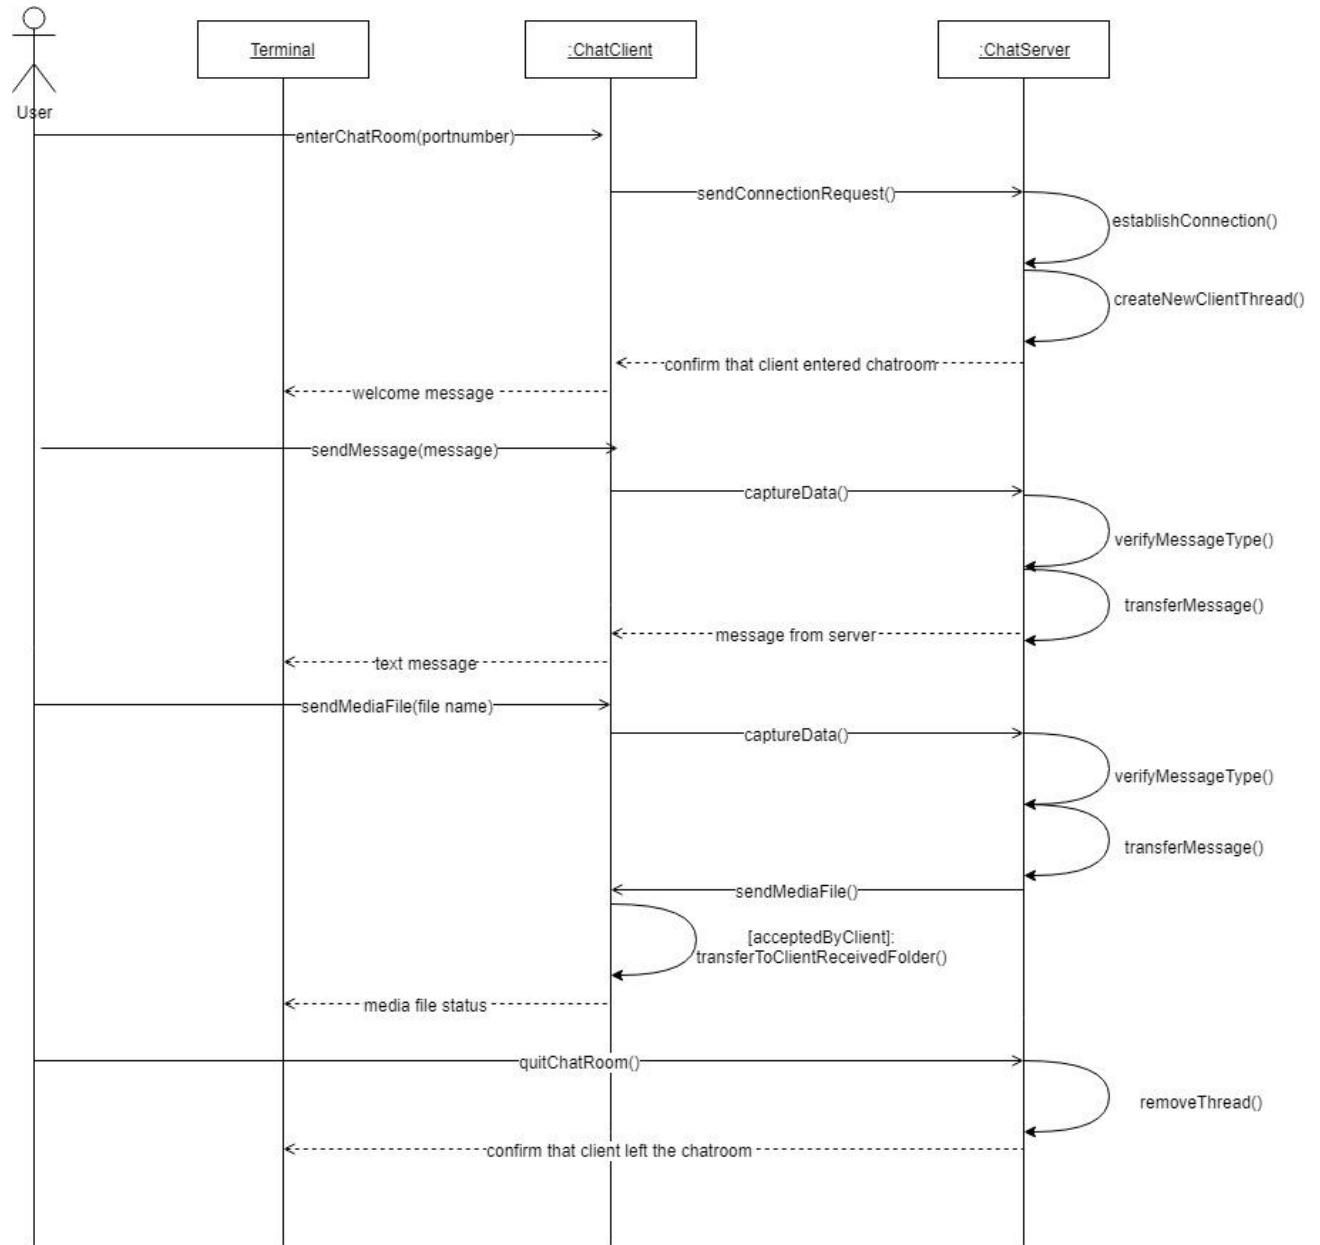 Terminal
:ChatClient
:ChatServer
User
enterChatRoom(portnumber)
sendConnectionRequest()
establishConnection()
createNewClientThread()
confirm that client entered chatroom
welcome message
sendMessage(message)
captureData()
verifyMessageType()
transferMessage()
message from server
text message
sendMediaFile(file name)
captureData()
verifyMessageType()
transferMessage()
sendMediaFile()
[acceptedByClient]:
transferToClientReceivedFolder()
media file status
quitChatRoom()
removeThread()
confirm that client left the chatroom